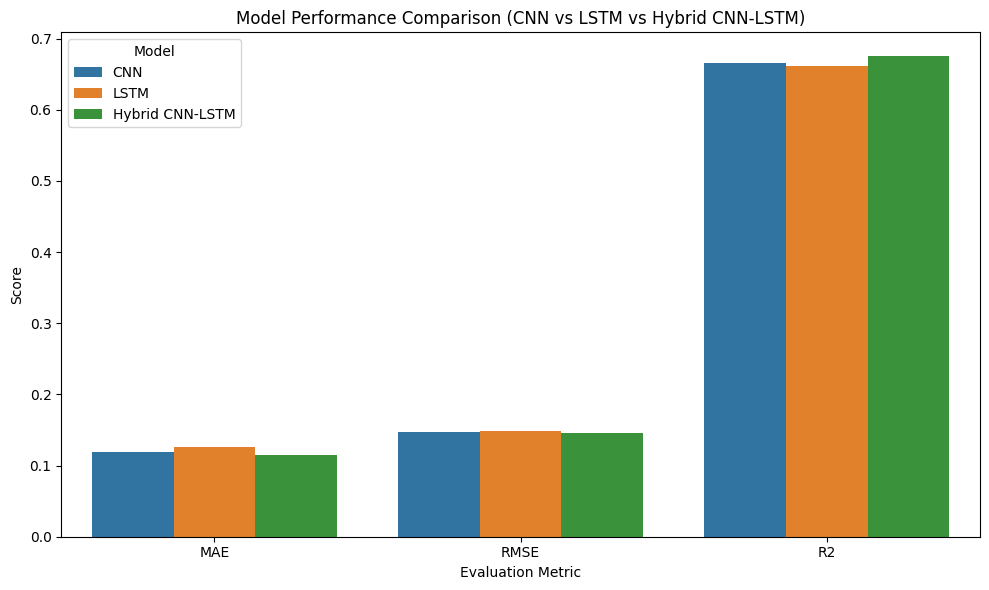 Model Performance Comparison (CNN vs LSTM vs Hybrid CNN-LSTM)
Model
CNN
LSTM
Hybrid CNN-LSTM
Score
0.7
0.6
0.5
0.4
0.3
0.2
0.1
0.0
MAE RMSE R2
Evaluation Metric